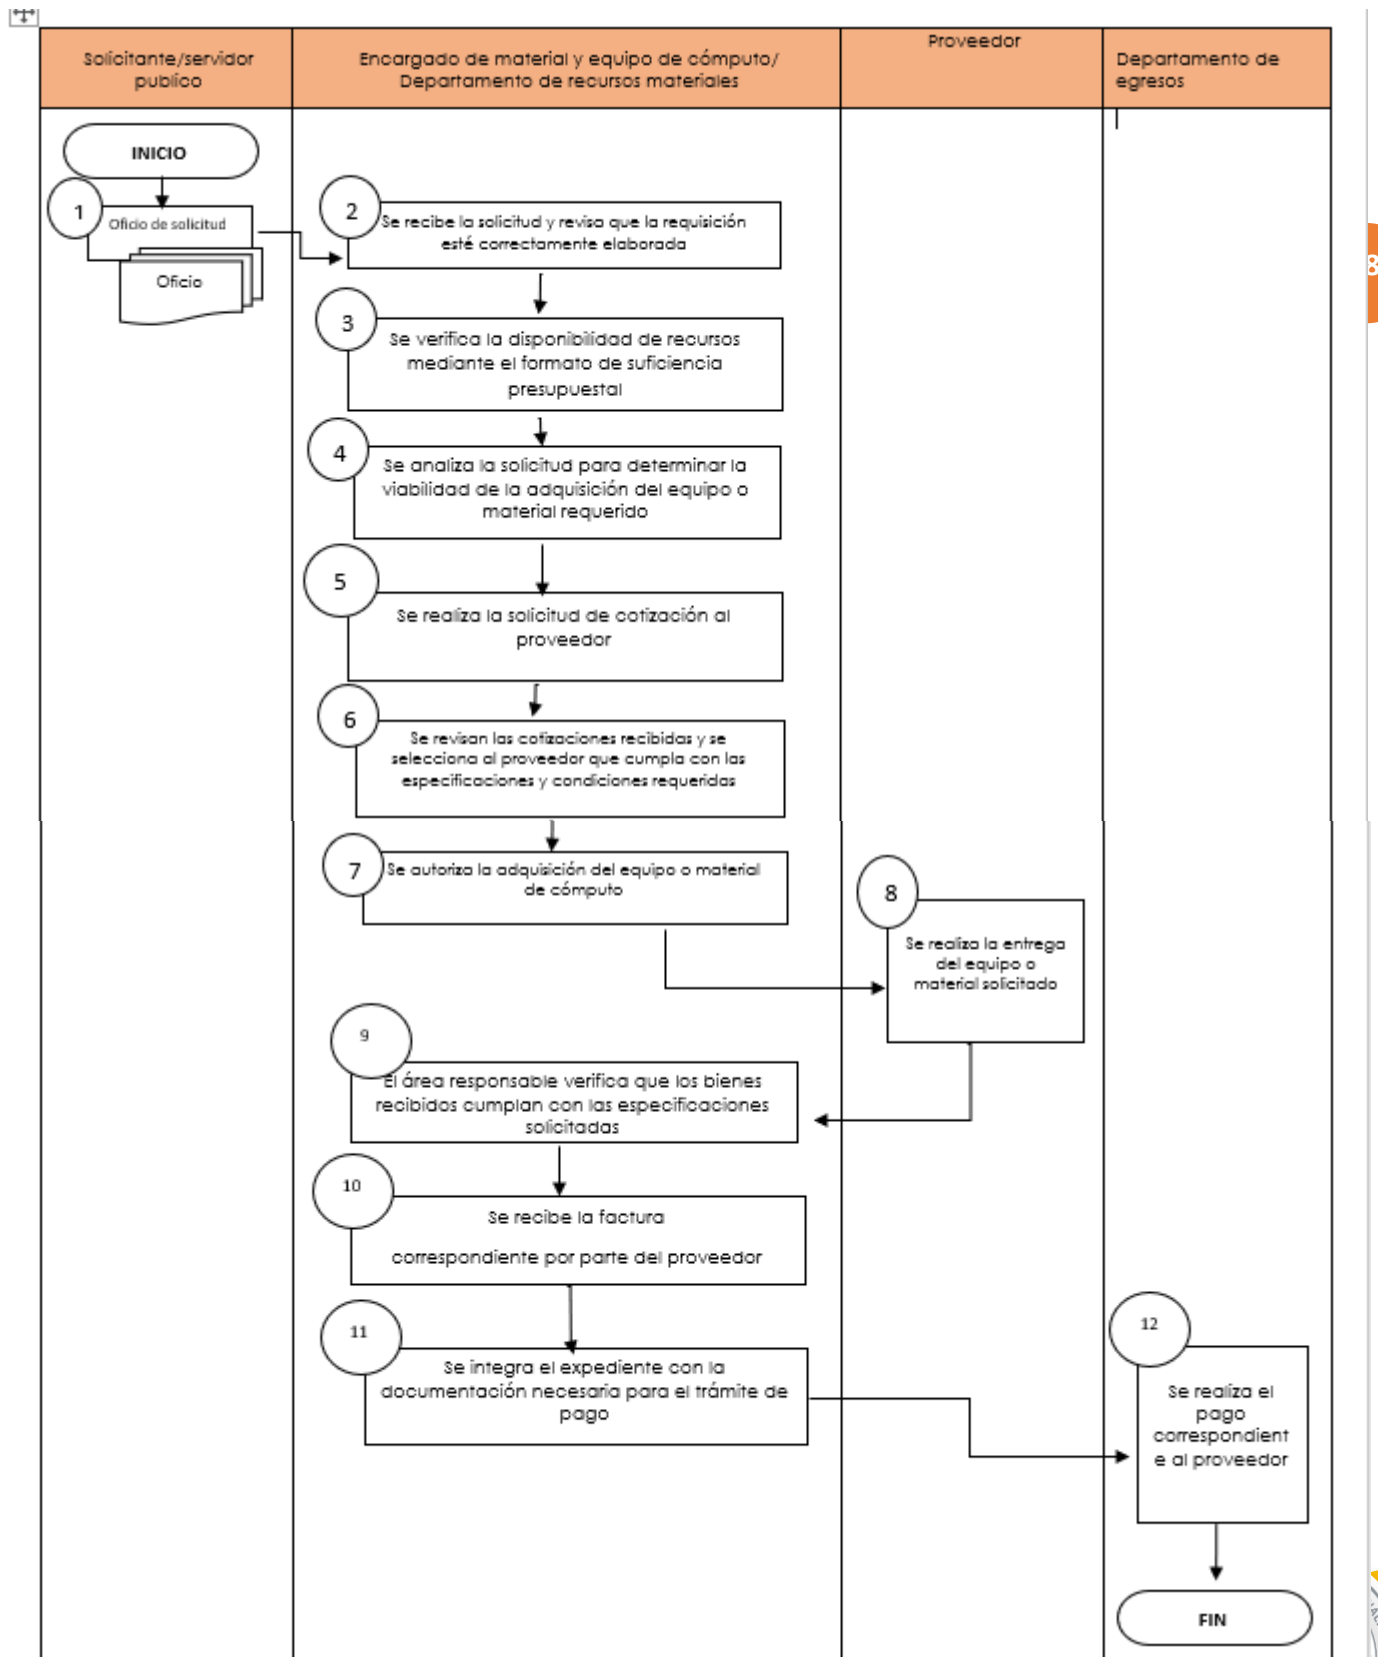 Solicitante/servidor
publico
Encargado de material y equipo de cómputo/
Departamento de recursos materiales
Proveedor
Departamento de
egresos
INICIO
1
Oficio de solicitud
Oficio
2
Se recibe la solicitud y revisa que la requisición
esté correctamente elaborada
3
Se verifica la disponibilidad de recursos
mediante el formato de suficiencia
presupuestal
4
Se analiza la solicitud para determinar la
viabilidad de la adquisición del equipo o
material requerido
5
Se realiza la solicitud de cotización al
proveedor
6
Se revisan las cotizaciones recibidas y se
selecciona al proveedor que cumpla con las
especificaciones y condiciones requeridas
7
Se autoriza la adquisición del equipo o material
de cómputo
8
Se realiza la entrega
del equipo o
material solicitado
9
El área responsable verifica que los bienes
recibidos cumplan con las especificaciones
solicitadas
10
Se recibe la factura
correspondiente por parte del proveedor
11
Se integra el expediente con la
documentación necesaria para el trámite de
pago
12
Se realiza el
pago
correspondient
e al proveedor
FIN
8